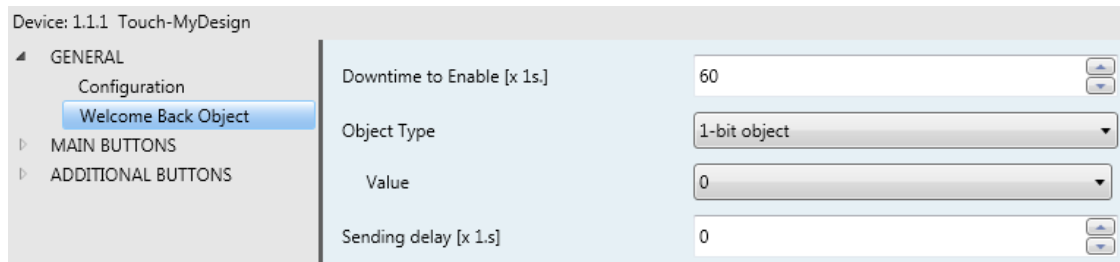 Device: 1.1.1 Touch-MyDesign
GENERAL
Configuration
Welcome Back Object
MAIN BUTTONS
ADDITIONAL BUTTONS
Downtime to Enable [x 1s.] 60
Object Type 1-bit object
Value 0
Sending delay [x 1.s] 0